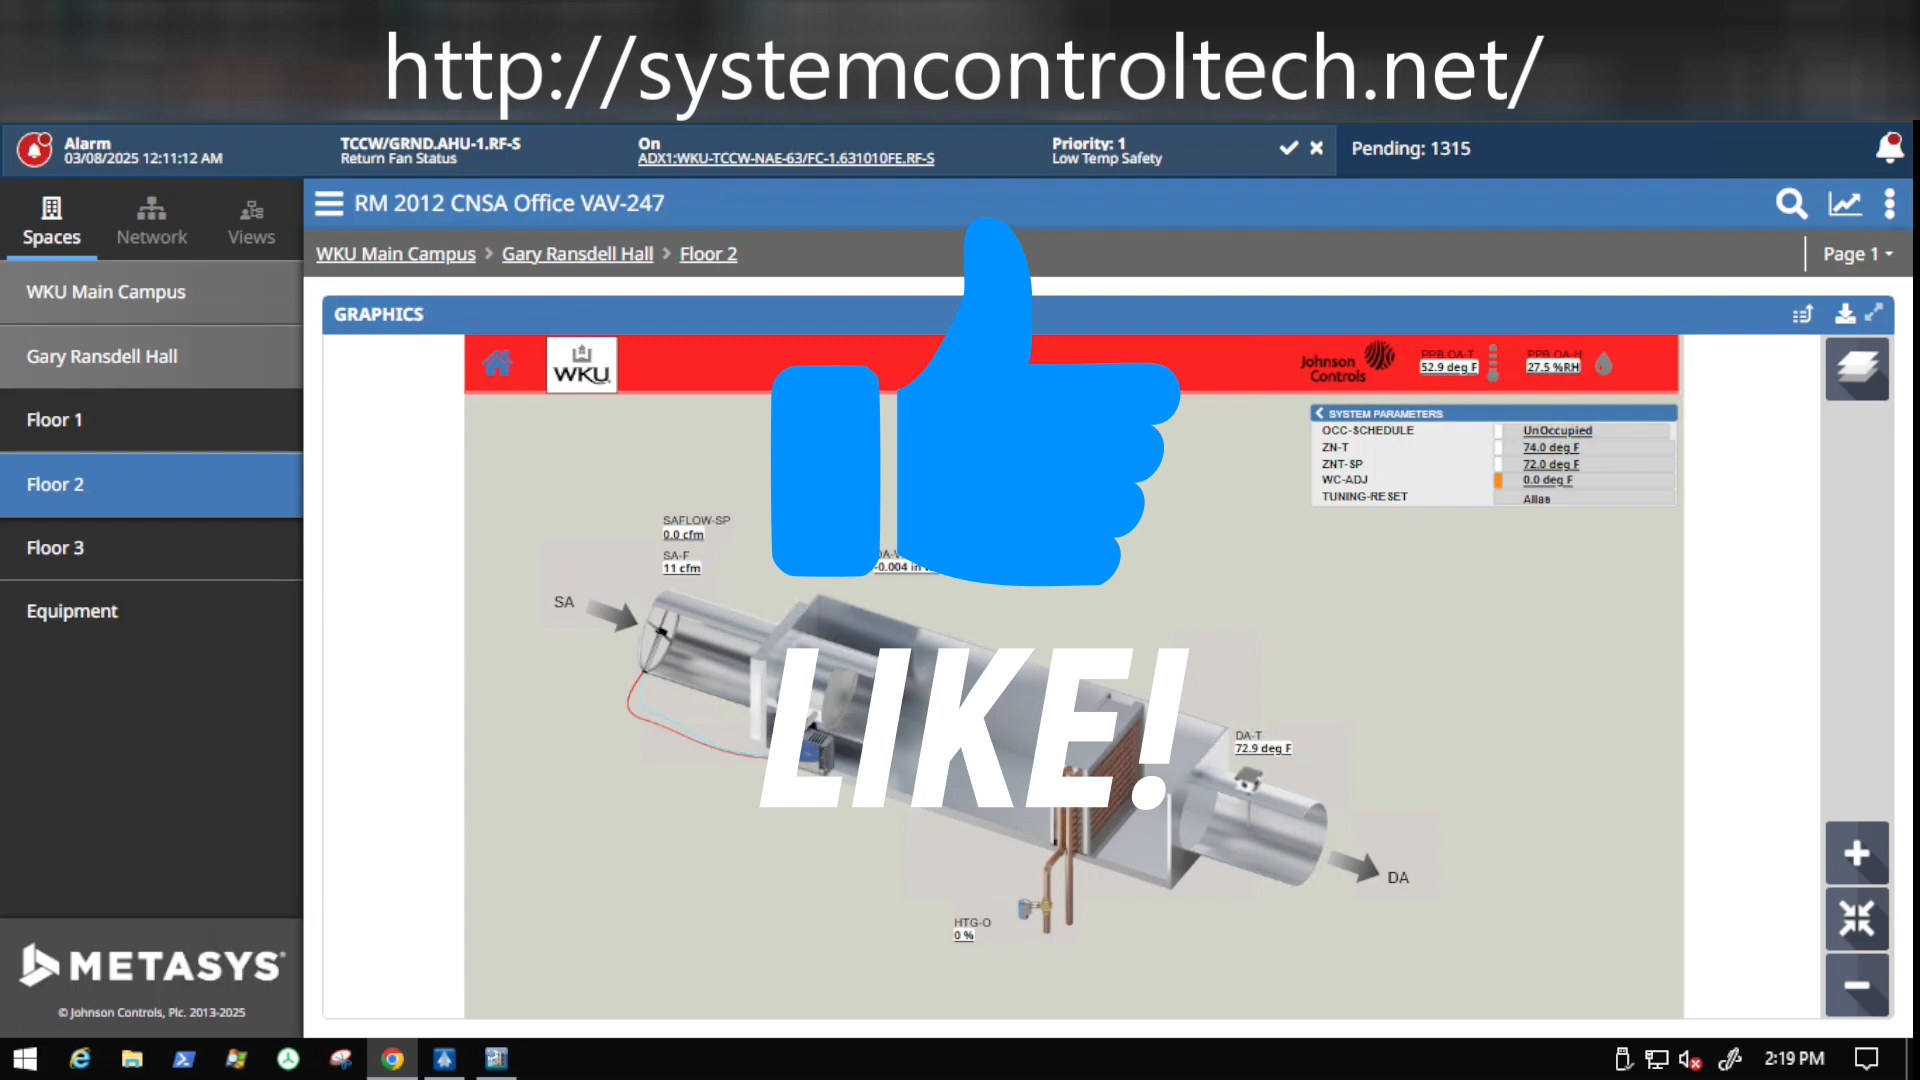 http://systemcontroltech.net/
Alarm
03/08/2025 12:11:12 AM
TCCW/GRND.AHU-1.RF-S
Return Fan Status
On
ADX1:WKU-TCCW-NAE-63/FC-1.631010FE.RF-S
Priority: 1
Low Temp Safety
Pending: 1315
Spaces
Network
Views
RM 2012 CNSA Office VAV-247
WKU Main Campus > Gary Ransdell Hall > Floor 2
Page 1
WKU Main Campus
Gary Ransdell Hall
Floor 1
Floor 2
Floor 3
Equipment
GRAPHICS
WKU
Johnson
Controls
PPB.OA-T
52.9 deg F
PPB.OA-H
27.5 %RH
SYSTEM PARAMETERS
OCC-SCHEDULE UnOccupied
ZN-T 74.0 deg F
ZNT-SP 72.0 deg F
WC-ADJ 0.0 deg F
TUNING-RESET Alias
SAFLOW-SP
0.0 cfm
SA-F
11 cfm
-0.004 in
SA
LIKE!
DA-T
72.9 deg F
DA
HTG-O
0 %
METASYS
© Johnson Controls, Plc. 2013-2025
2:19 PM